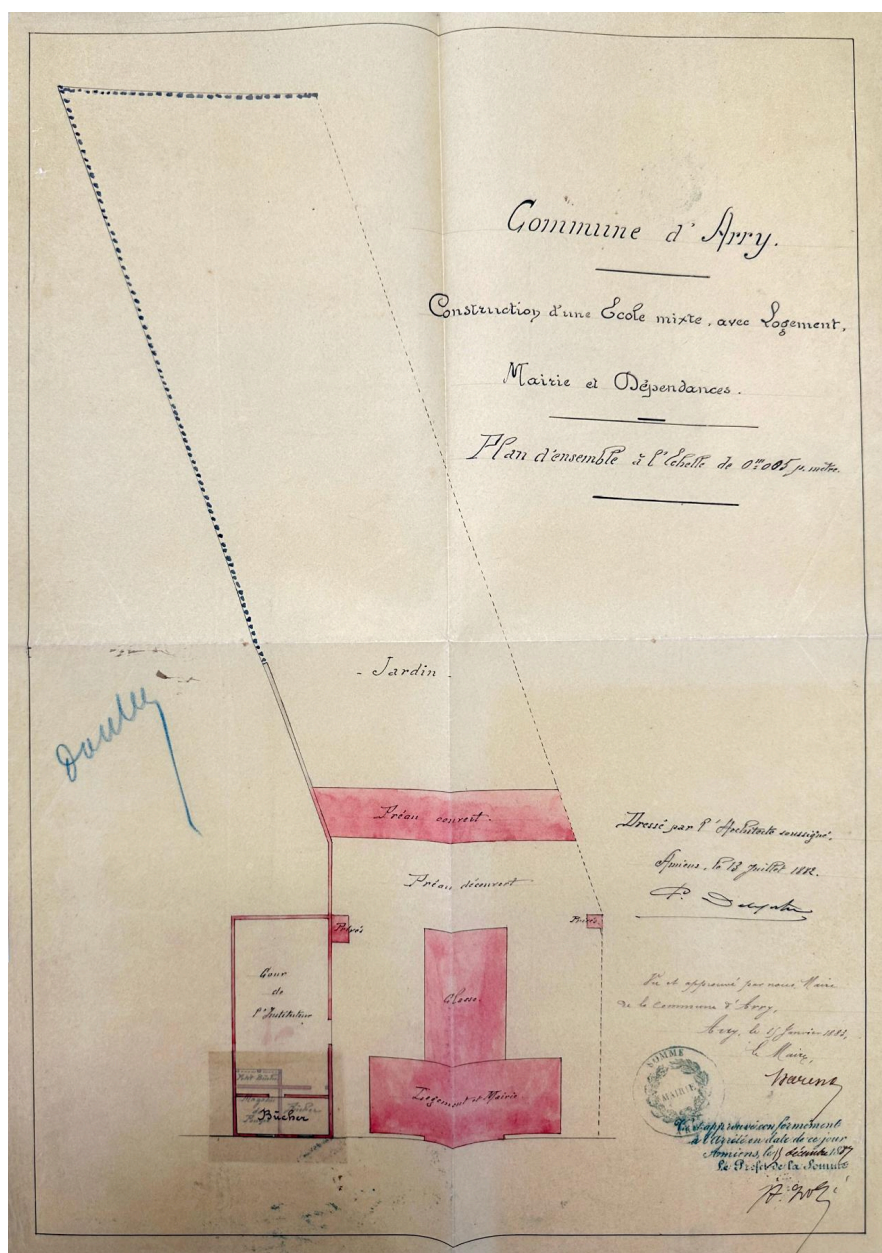 Commune d'Arry.
Construction d'une Ecole mixte, avec Logement,
Mairie et Dépendances.
Plan d'ensemble à l'Echelle de 0m005 p. mètre.
- Jardin -
Préau couvert.
Préau découvert
Privés
Privés
Cour
de
l'Instituteur
Classe.
Logement et Mairie
Bûcher
Dressé par l'Architecte soussigné.
Amiens, le 13 Juillet 1882.
Vu et approuvé par nous Maire
de la commune d'Arry,
Arry, le 15 Janvier
le Maire,
SOMME
MAIRIE
Vu et approuvé conformément
à l'Arrêté en date de ce jour
Amiens, le décembre
Le Préfet de la Somme